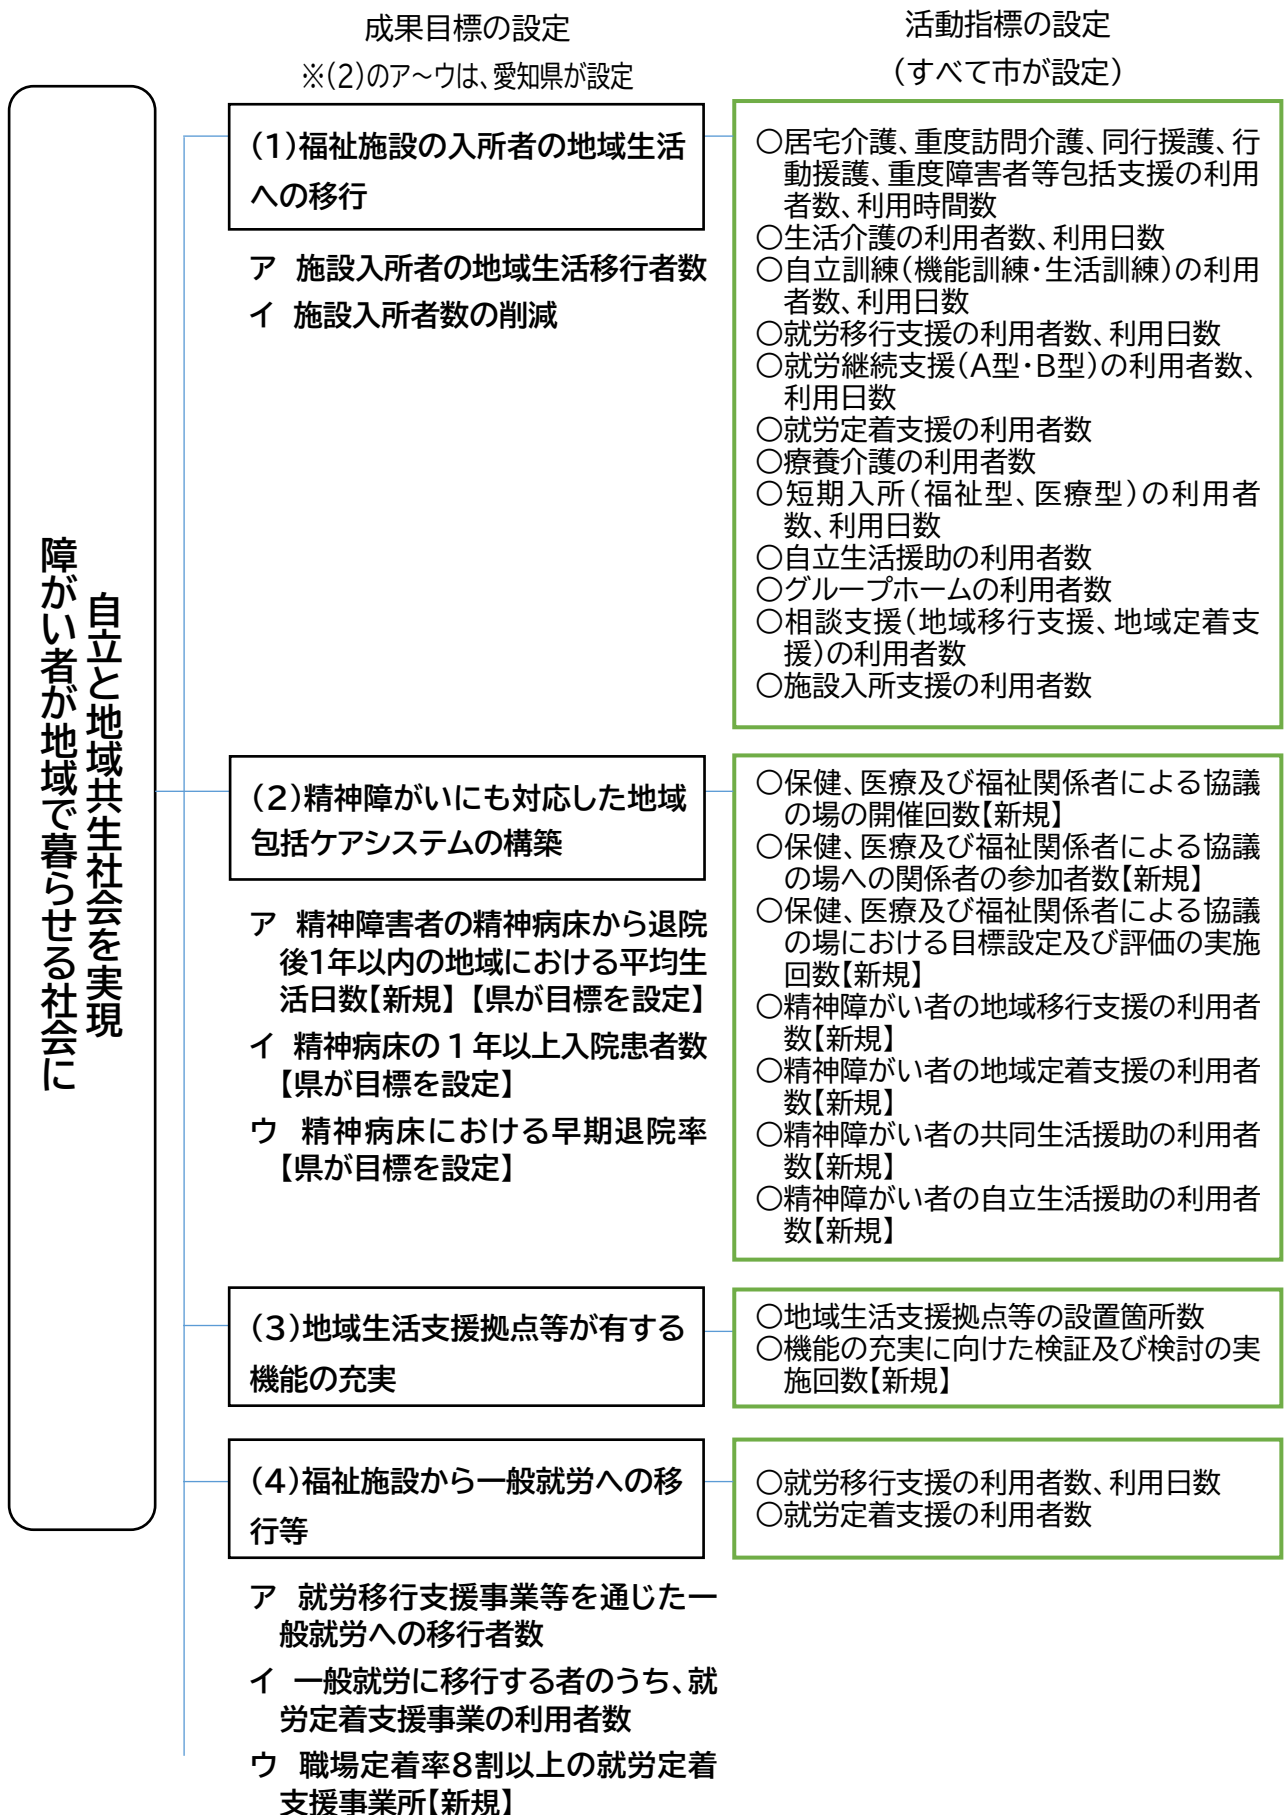 成果目標の設定
※(2)のア～ウは、愛知県が設定
活動指標の設定
(すべて市が設定)
自立と地域共生社会を実現
障がい者が地域で暮らせる社会に
(1)福祉施設の入所者の地域生活
への移行
ア 施設入所者の地域生活移行者数
イ 施設入所者数の削減
○居宅介護、重度訪問介護、同行援護、行
動援護、重度障害者等包括支援の利用
者数、利用時間数
○生活介護の利用者数、利用日数
○自立訓練(機能訓練・生活訓練)の利用
者数、利用日数
○就労移行支援の利用者数、利用日数
○就労継続支援(A型・B型)の利用者数、
利用日数
○就労定着支援の利用者数
○療養介護の利用者数
○短期入所(福祉型、医療型)の利用者
数、利用日数
○自立生活援助の利用者数
○グループホームの利用者数
○相談支援(地域移行支援、地域定着支
援)の利用者数
○施設入所支援の利用者数
(2)精神障がいにも対応した地域
包括ケアシステムの構築
ア 精神障害者の精神病床から退院
後1年以内の地域における平均生
活日数【新規】【県が目標を設定】
イ 精神病床の1年以上入院患者数
【県が目標を設定】
ウ 精神病床における早期退院率
【県が目標を設定】
○保健、医療及び福祉関係者による協議
の場の開催回数【新規】
○保健、医療及び福祉関係者による協議
の場への関係者の参加者数【新規】
○保健、医療及び福祉関係者による協議
の場における目標設定及び評価の実施
回数【新規】
○精神障がい者の地域移行支援の利用者
数【新規】
○精神障がい者の地域定着支援の利用者
数【新規】
○精神障がい者の共同生活援助の利用者
数【新規】
○精神障がい者の自立生活援助の利用者
数【新規】
(3)地域生活支援拠点等が有する
機能の充実
○地域生活支援拠点等の設置箇所数
○機能の充実に向けた検証及び検討の実
施回数【新規】
(4)福祉施設から一般就労への移
行等
○就労移行支援の利用者数、利用日数
○就労定着支援の利用者数
ア 就労移行支援事業等を通じた一
般就労への移行者数
イ 一般就労に移行する者のうち、就
労定着支援事業の利用者数
ウ 職場定着率8割以上の就労定着
支援事業所【新規】